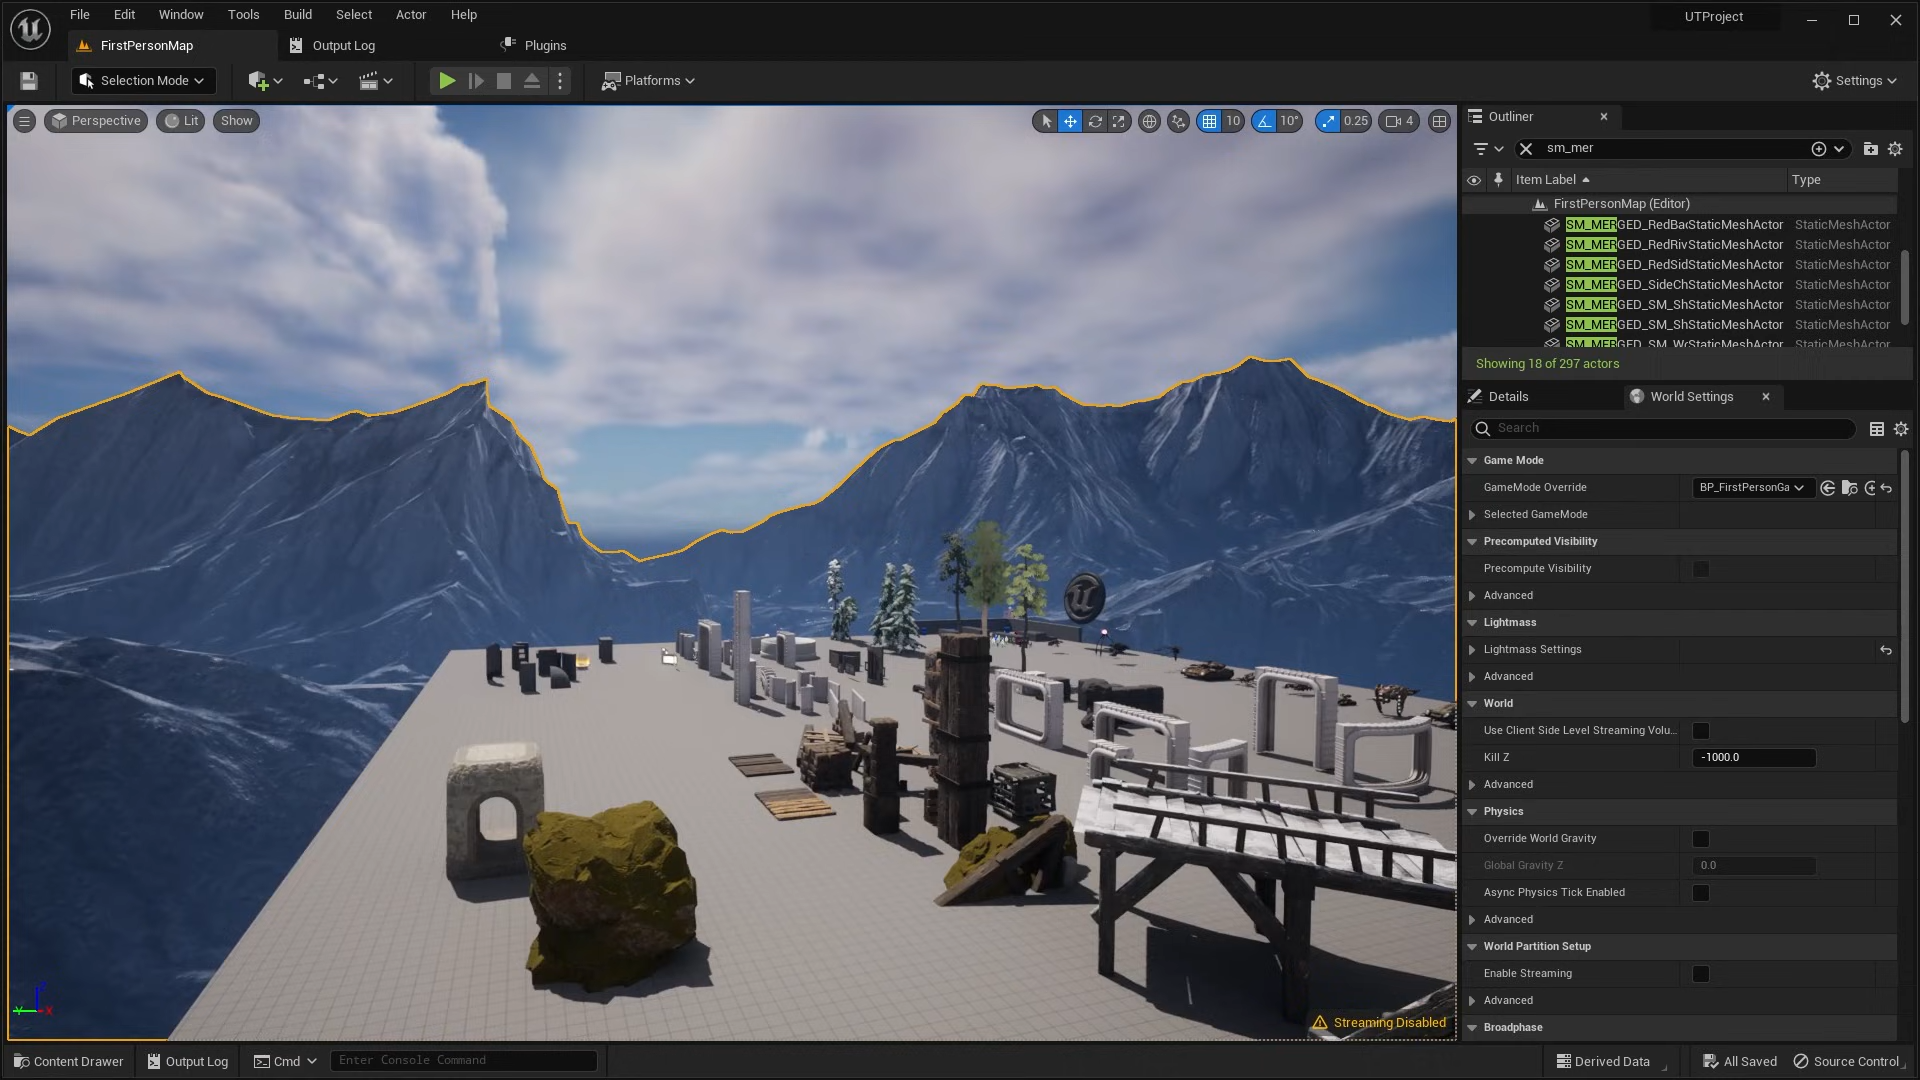 File Edit Window Tools Build Select Actor Help
UTProject
FirstPersonMap
Output Log
Plugins
Selection Mode
Platforms
Settings
Perspective
Lit
Show
10
10°
0.25
4
Outliner
sm_mer
Item Label
Type
FirstPersonMap (Editor)
SM_MERGED_RedBaStaticMeshActor StaticMeshActor
SM_MERGED_RedRivStaticMeshActor StaticMeshActor
SM_MERGED_RedSidStaticMeshActor StaticMeshActor
SM_MERGED_SideChStaticMeshActor StaticMeshActor
SM_MERGED_SM_ShStaticMeshActor StaticMeshActor
SM_MERGED_SM_ShStaticMeshActor StaticMeshActor
SM_MERGED_SM_WStaticMeshActor StaticMeshActor
Showing 18 of 297 actors
Details
World Settings
Search
Game Mode
GameMode Override BP_FirstPersonGa
Selected GameMode
Precomputed Visibility
Precompute Visibility
Advanced
Lightmass
Lightmass Settings
Advanced
World
Use Client Side Level Streaming Volu...
Kill Z -1000.0
Advanced
Physics
Override World Gravity
Global Gravity Z 0.0
Async Physics Tick Enabled
Advanced
World Partition Setup
Enable Streaming
Advanced
Broadphase
Z
Y
X
Streaming Disabled
Content Drawer
Output Log
Cmd
Enter Console Command
Derived Data
All Saved
Source Control